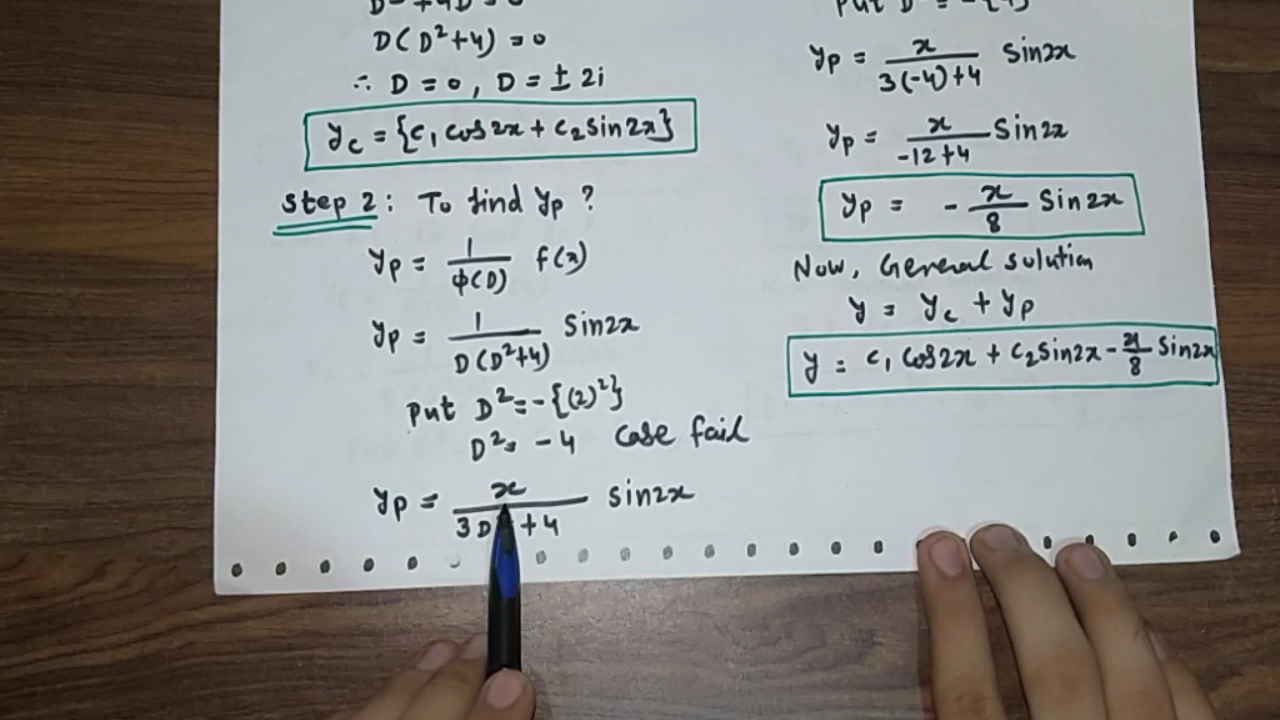 D(D²+4) = 0
∴ D = 0, D = ± 2i
y_c = {c₁ cos2x + c₂ sin2x}
Step 2: To find yp ?
yp = 1/φ(D) f(x)
yp = 1/D(D²+4) sin2x
Put D² = -{(2)²}
D² = -4 case fail
yp = x/3D²+4 sin2x
yp = x/3(-4)+4 sin2x
yp = x/-12+4 sin2x
yp = -x/8 sin2x
Now, General solution
y = y_c + yp
y = c₁ cos2x + c₂ sin2x - x/8 sin2x